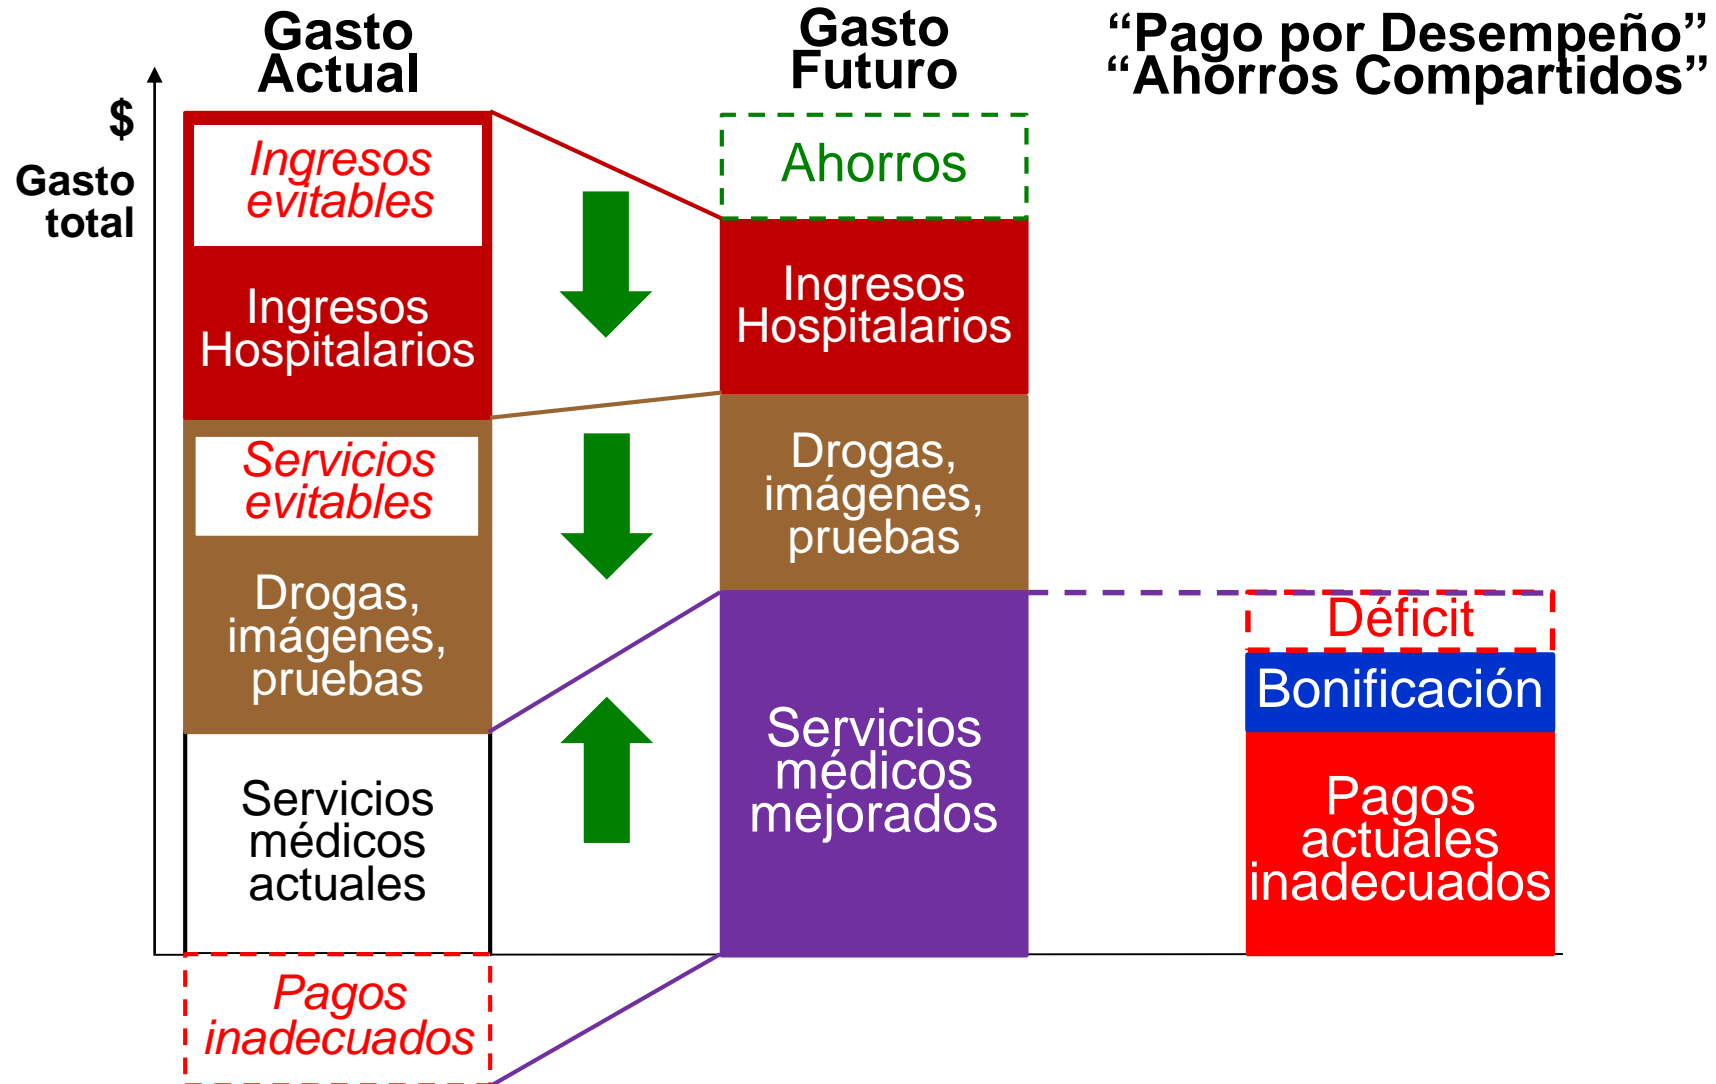 Gasto
Actual
Gasto
Futuro
“Pago por Desempeño”
“Ahorros Compartidos”
$
Gasto
total
Ingresos
evitables
Ingresos
Hospitalarios
Servicios
evitables
Drogas,
imágenes,
pruebas
Servicios
médicos
actuales
Pagos
inadecuados
Ahorros
Ingresos
Hospitalarios
Drogas,
imágenes,
pruebas
Servicios
médicos
mejorados
Déficit
Bonificación
Pagos
actuales
inadecuados